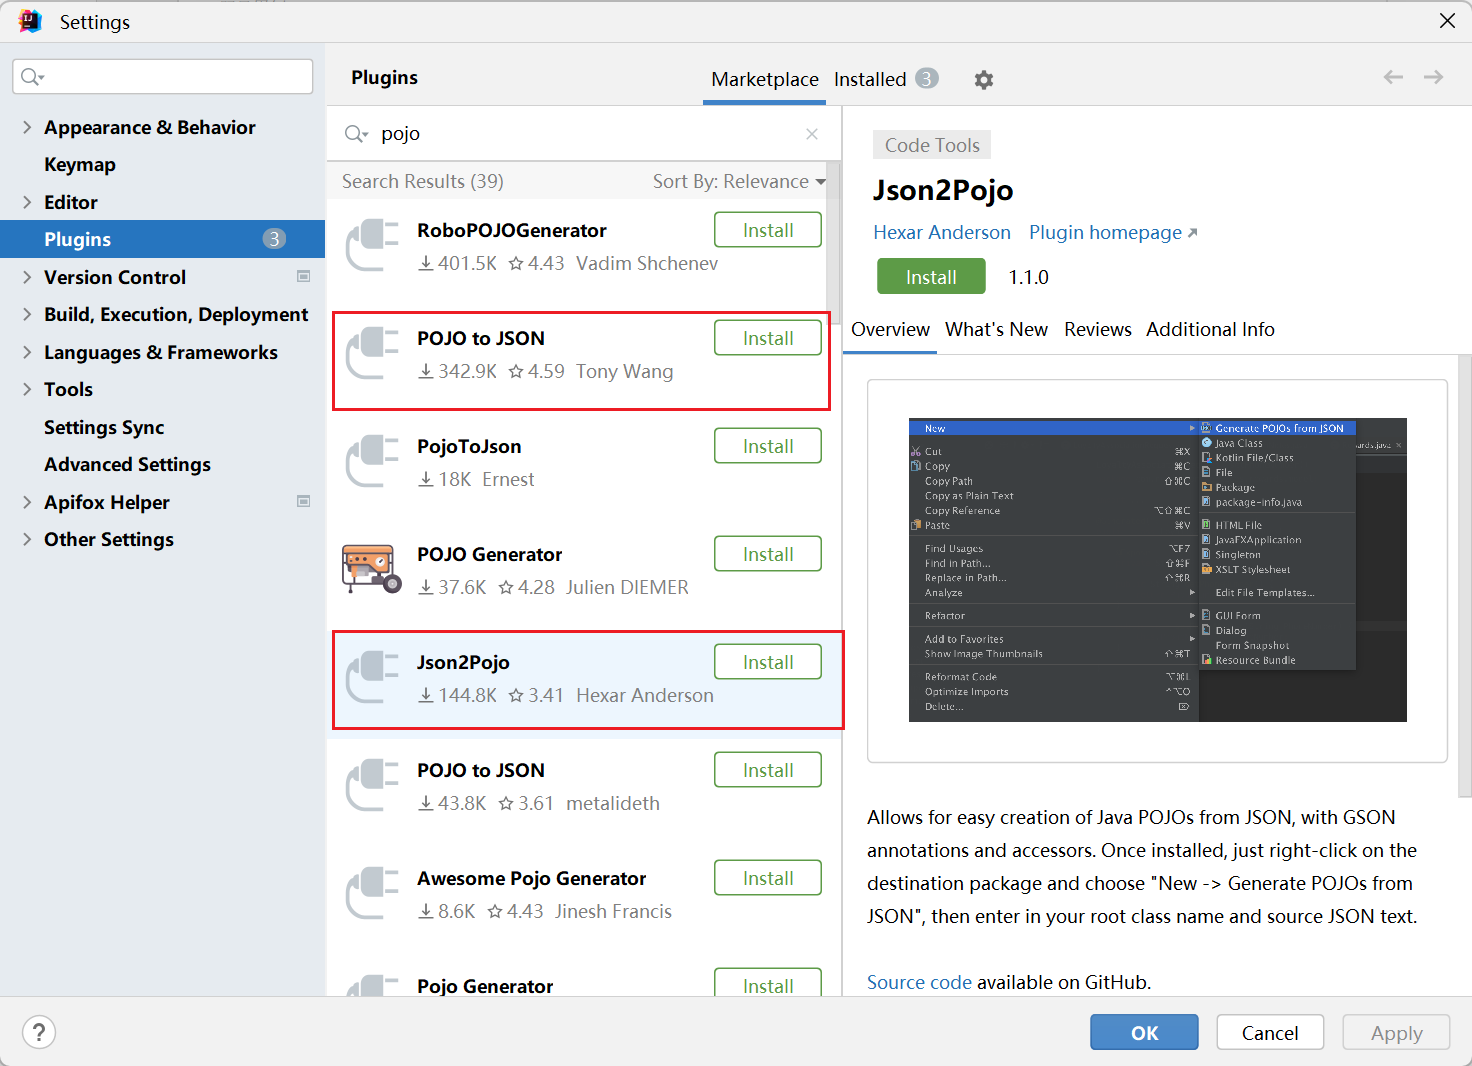 Settings
Plugins
Marketplace
Installed 3
Appearance & Behavior
Keymap
Editor
Plugins 3
Version Control
Build, Execution, Deployment
Languages & Frameworks
Tools
Settings Sync
Advanced Settings
Apifox Helper
Other Settings
pojo
Search Results (39)
Sort By: Relevance
RoboPOJOGenerator
Install
401.5K 4.43 Vadim Shchenev
POJO to JSON
Install
342.9K 4.59 Tony Wang
PojoToJson
Install
18K Ernest
POJO Generator
Install
37.6K 4.28 Julien DIEMER
Json2Pojo
Install
144.8K 3.41 Hexar Anderson
POJO to JSON
Install
43.8K 3.61 metalideth
Awesome Pojo Generator
Install
8.6K 4.43 Jinesh Francis
Pojo Generator
Install
Code Tools
Json2Pojo
Hexar Anderson Plugin homepage
Install 1.1.0
Overview What's New Reviews Additional Info
New
Cut ⌘X
Copy ⌘C
Copy Path ⇧⌘C
Copy as Plain Text
Copy Reference ⌥⇧⌘C
Paste ⌘V
Find Usages ⌥F7
Find in Path... ⇧⌘F
Replace in Path... ⇧⌘R
Analyze
Refactor
Add to Favorites
Show Image Thumbnails ⇧⌘T
Reformat Code ⌥⌘L
Optimize Imports ^⌥O
Delete... ⌦
Generate POJOs from JSON
Java Class
Kotlin File/Class
File
Package
package-info.java
HTML File
JavaFXApplication
Singleton
XSLT Stylesheet
Edit File Templates...
GUI Form
Dialog
Form Snapshot
Resource Bundle
ards.java
Allows for easy creation of Java POJOs from JSON, with GSON
annotations and accessors. Once installed, just right-click on the
destination package and choose "New -> Generate POJOs from
JSON", then enter in your root class name and source JSON text.
Source code available on GitHub.
?
OK
Cancel
Apply